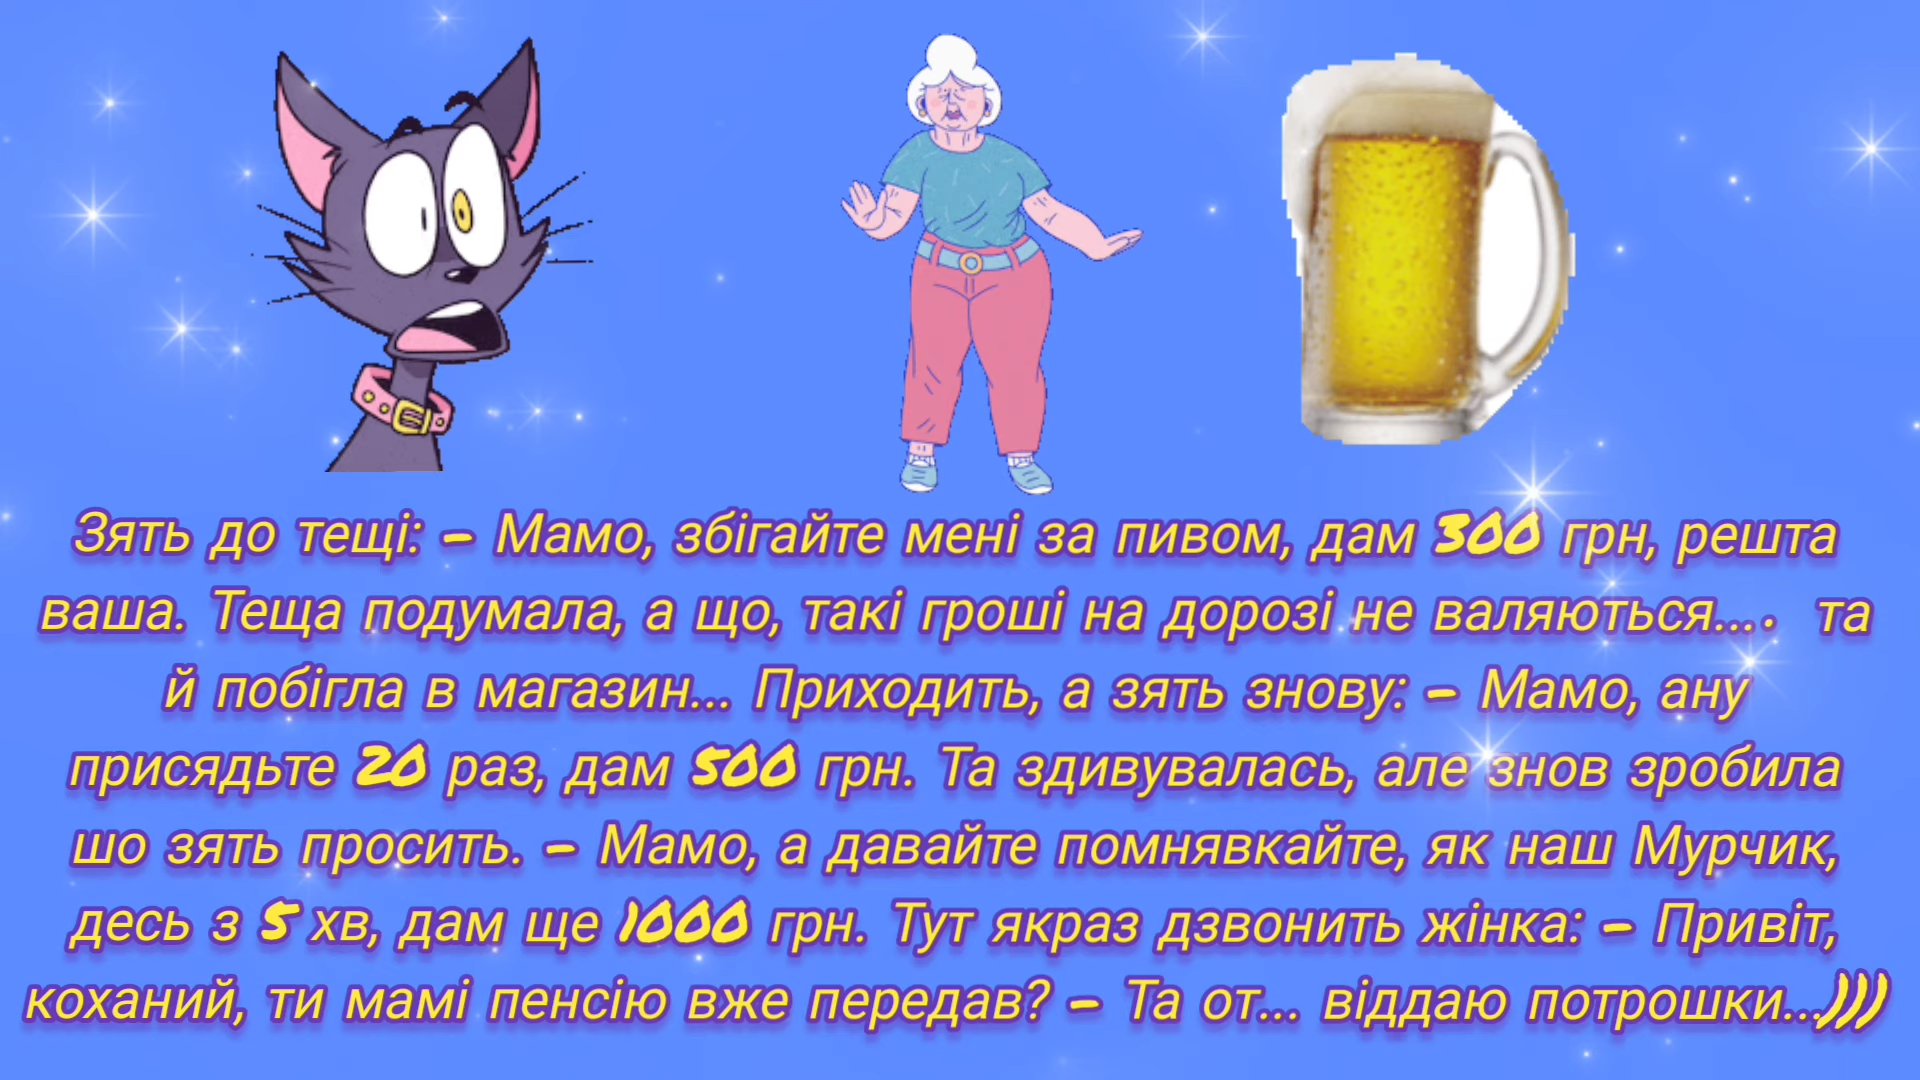 Зять до тещі: – Мамо, збігайте мені за пивом, дам 300 грн, решта
ваша. Теща подумала, а що, такі гроші на дорозі не валяються.... та
й побігла в магазин... Приходить, а зять знову: – Мамо, ану
присядьте 20 раз, дам 500 грн. Та здивувалась, але знов зробила
шо зять просить. – Мамо, а давайте помнявкайте, як наш Мурчик,
десь з 5 хв, дам ще 1000 грн. Тут якраз дзвонить жінка: – Привіт,
коханий, ти мамі пенсію вже передав? – Та от... віддаю потрошки...)))